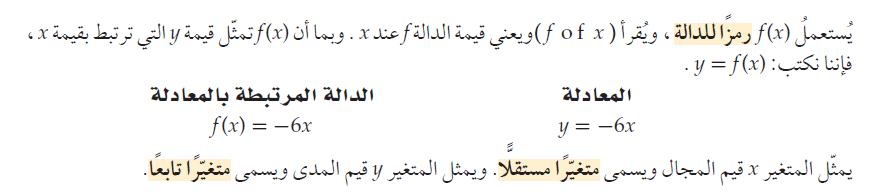 يُستعملُ f(x) رمزًا للدالة ، ويُقرأ (f of x) ويعني قيمة الدالة f عند x . وبما أن f(x) تمثّل قيمة y التي ترتبط بقيمة x ،
فإننا نكتب: y = f(x) .
المعادلة الدالة المرتبطة بالمعادلة
y = −6x f(x) = −6x
يمثّل المتغير x قيم المجال ويسمى متغيّرًا مستقلًّا. ويمثل المتغير y قيم المدى ويسمى متغيّرًا تابعًا.